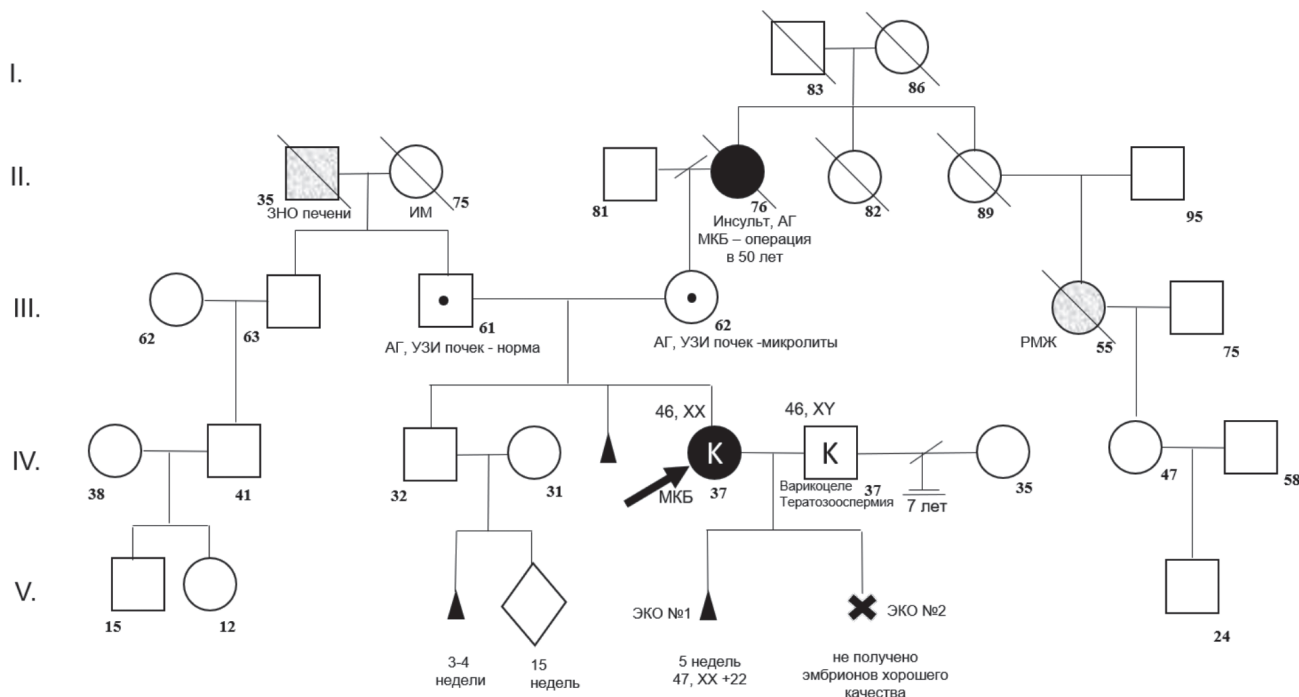 I.
83
86
II.
35
ЗНО печени
75
ИМ
81
76
Инсульт, АГ
МКБ – операция
в 50 лет
82
89
95
III.
62
63
61
АГ, УЗИ почек - норма
62
АГ, УЗИ почек -микролиты
РМЖ
55
75
46, XX
46, XY
IV.
38
41
32
31
K
МКБ
37
K
Варикоцеле
37
Тератозооспермия
7 лет
35
47
58
V.
15
12
3-4
недели
15
недель
ЭКО №1
5 недель
47, XX +22
ЭКО №2
не получено
эмбрионов хорошего
качества
24